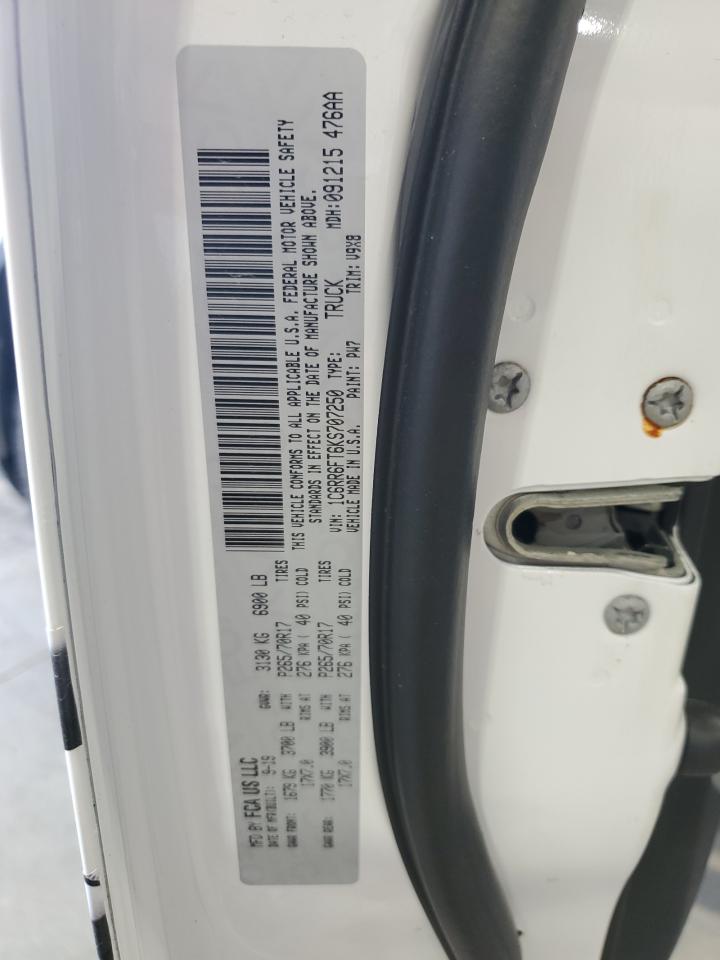 MFD BY FCA US LLC
DATE OF MFR(BUILT): 9-19 GVWR: 3130 KG 6900 LB
GAWR FRONT: 1679 KG 3700 LB WITH P265/70R17 TIRES
17X7.0 RIMS AT 276 KPA ( 40 PSI) COLD
GAWR REAR: 1770 KG 3900 LB WITH P265/70R17 TIRES
17X7.0 RIMS AT 276 KPA ( 40 PSI) COLD
THIS VEHICLE CONFORMS TO ALL APPLICABLE U.S.A. FEDERAL MOTOR VEHICLE SAFETY
STANDARDS IN EFFECT ON THE DATE OF MANUFACTURE SHOWN ABOVE.
VIN: 1C6RR6FT6KS707250 TYPE: TRUCK MDH:091215 476AA
VEHICLE MADE IN U.S.A. PAINT: PW7 TRIM: V9X8